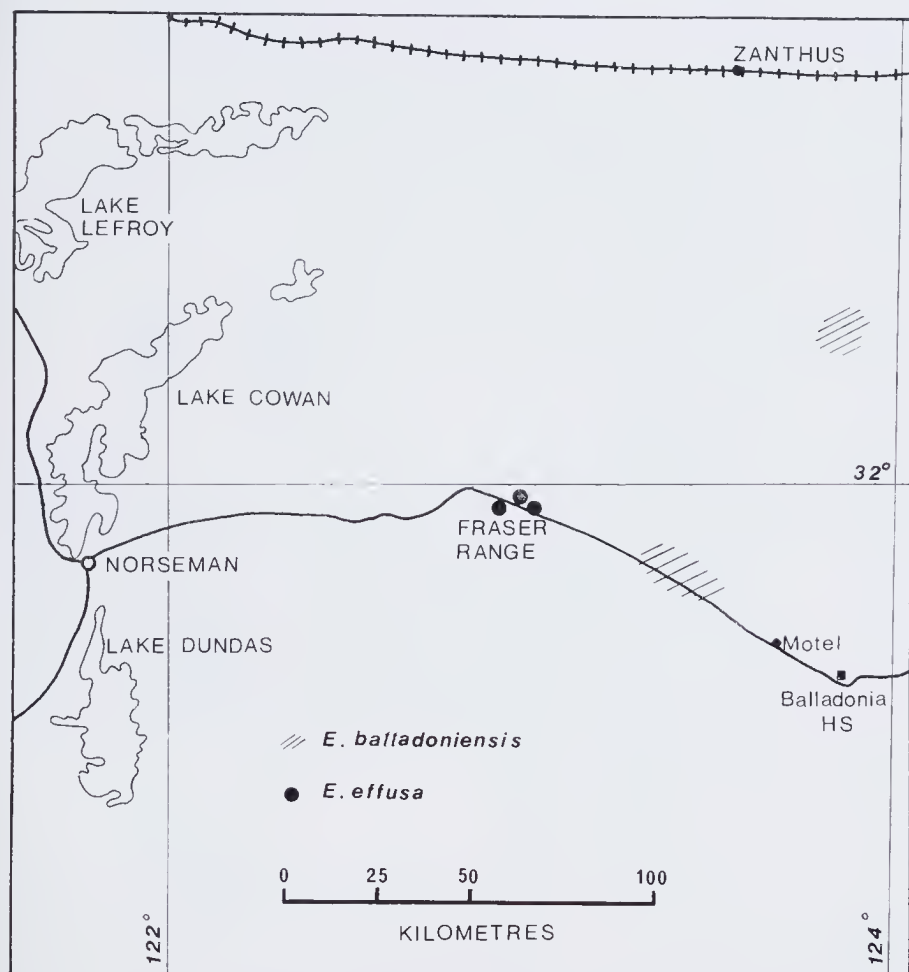 ZANTHUS
LAKE
LEFROY
LAKE COWAN
32°
FRASER
RANGE
NORSEMAN
LAKE DUNDAS
Motel
Balladonia
HS
E. balladoniensis
E. effusa
0 25 50 100
KILOMETRES
122°
124°